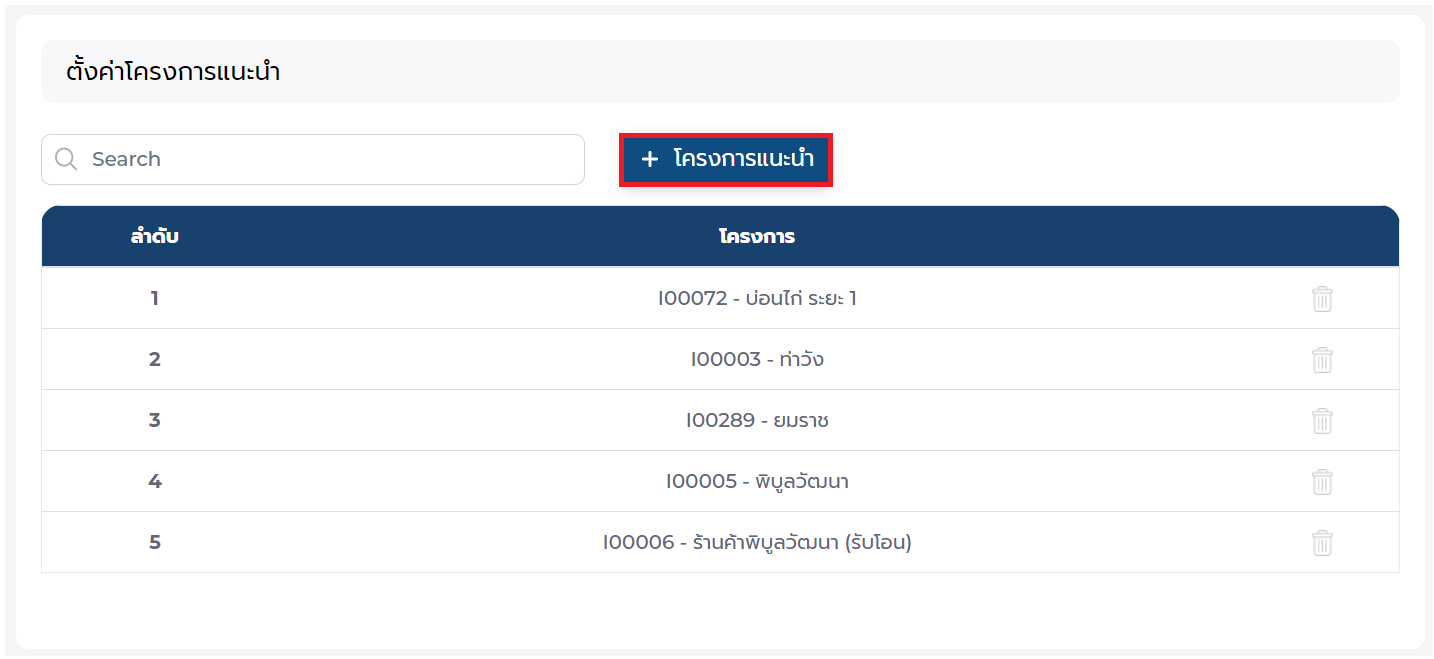 ตั้งค่าโครงการแนะนำ
Search
+ โครงการแนะนำ
ลำดับ โครงการ
1 I00072 - บ่อนไก่ ระยะ 1
2 I00003 - ท่าวัง
3 I00289 - ยมราช
4 I00005 - พิบูลวัฒนา
5 I00006 - ร้านค้าพิบูลวัฒนา (รับโอน)